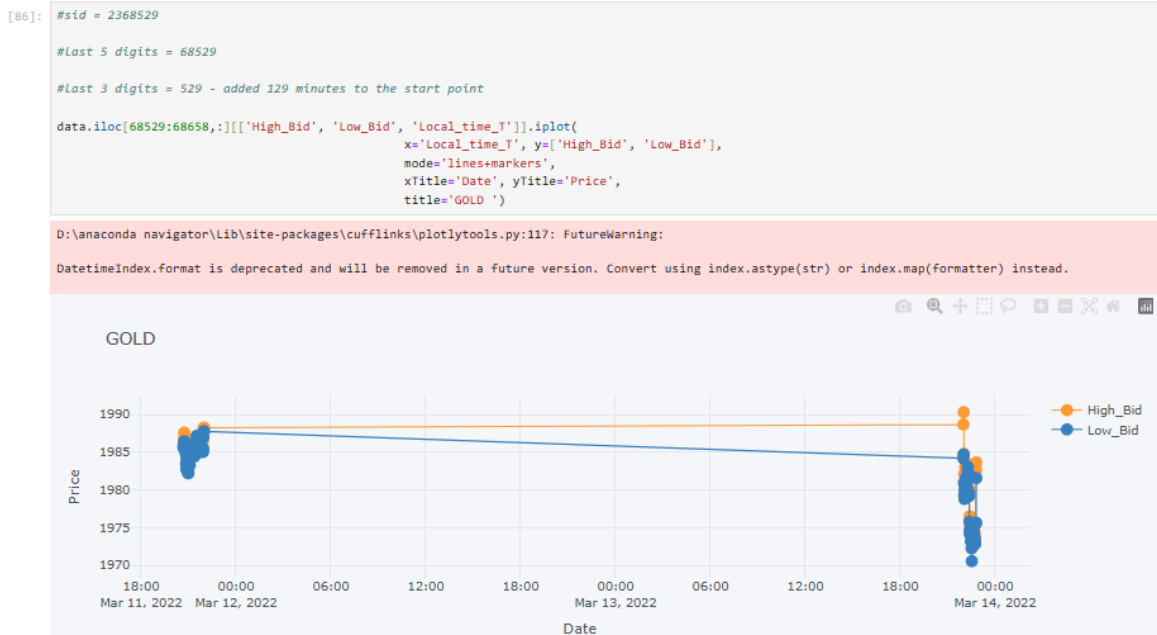 [86]: #sid = 2368529
#Last 5 digits = 68529
#Last 3 digits = 529 - added 129 minutes to the start point
data.iloc[68529:68658,:][['High_Bid', 'Low_Bid', 'Local_time_T']].iplot(
x='Local_time_T', y=['High_Bid', 'Low_Bid'],
mode='lines+markers',
xTitle='Date', yTitle='Price',
title='GOLD ')
D:\anaconda navigator\Lib\site-packages\cufflinks\plotlytools.py:117: FutureWarning:
DatetimeIndex.format is deprecated and will be removed in a future version. Convert using index.astype(str) or index.map(formatter) instead.
GOLD
High_Bid
Low_Bid
1990
1985
1980
1975
1970
Price
18:00 00:00 06:00 12:00 18:00 00:00 06:00 12:00 18:00 00:00
Mar 11, 2022 Mar 12, 2022 Mar 13, 2022 Mar 14, 2022
Date